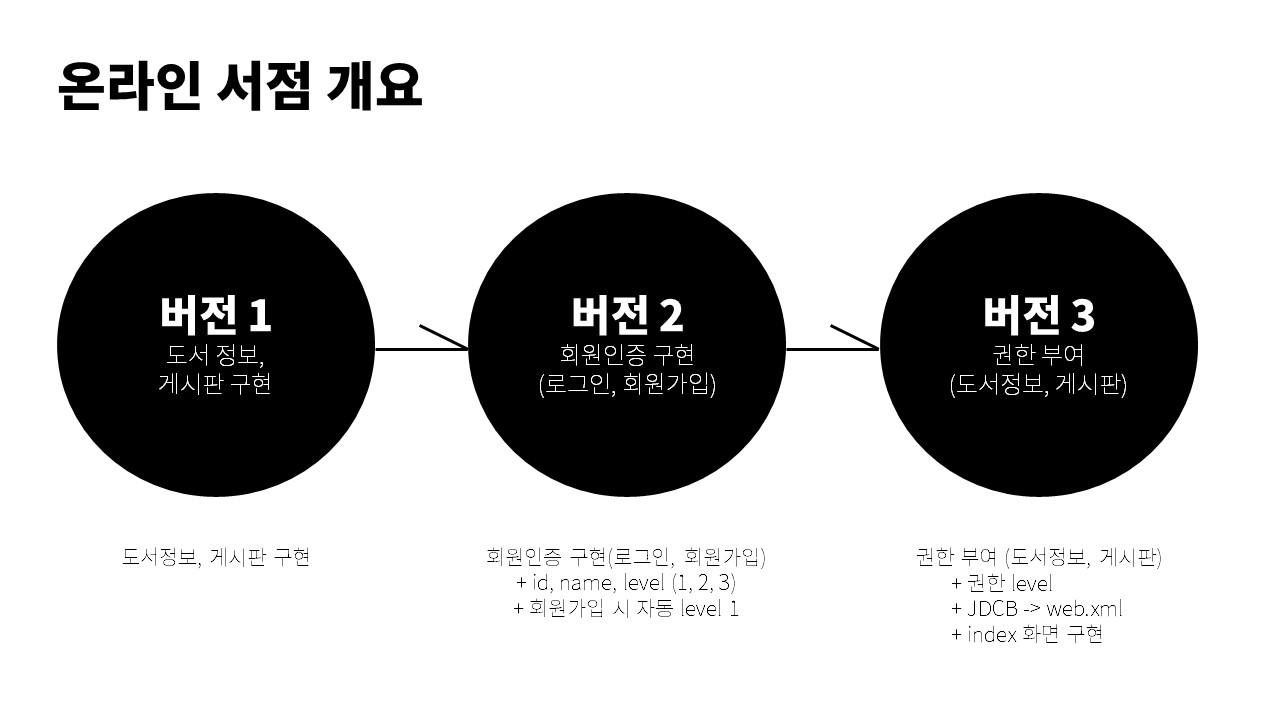 온라인 서점 개요
버전 1
도서 정보,
게시판 구현
버전 2
회원인증 구현
(로그인, 회원가입)
버전 3
권한 부여
(도서정보, 게시판)
도서정보, 게시판 구현
회원인증 구현(로그인, 회원가입)
+ id, name, level (1, 2, 3)
+ 회원가입 시 자동 level 1
권한 부여 (도서정보, 게시판)
+ 권한 level
+ JDCB -> web.xml
+ index 화면 구현